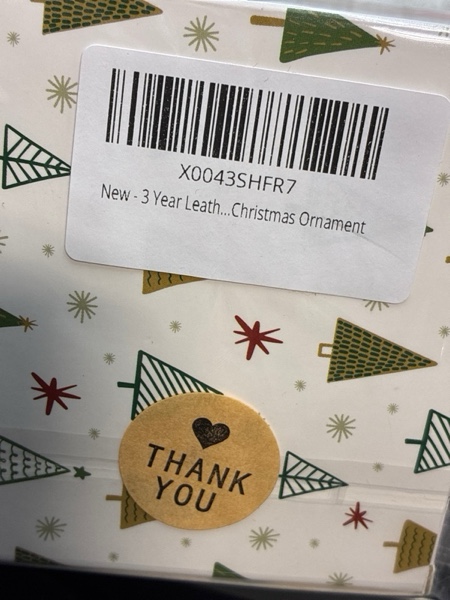 X0043SHFR7
New - 3 Year Leath...Christmas Ornament
THANK
YOU